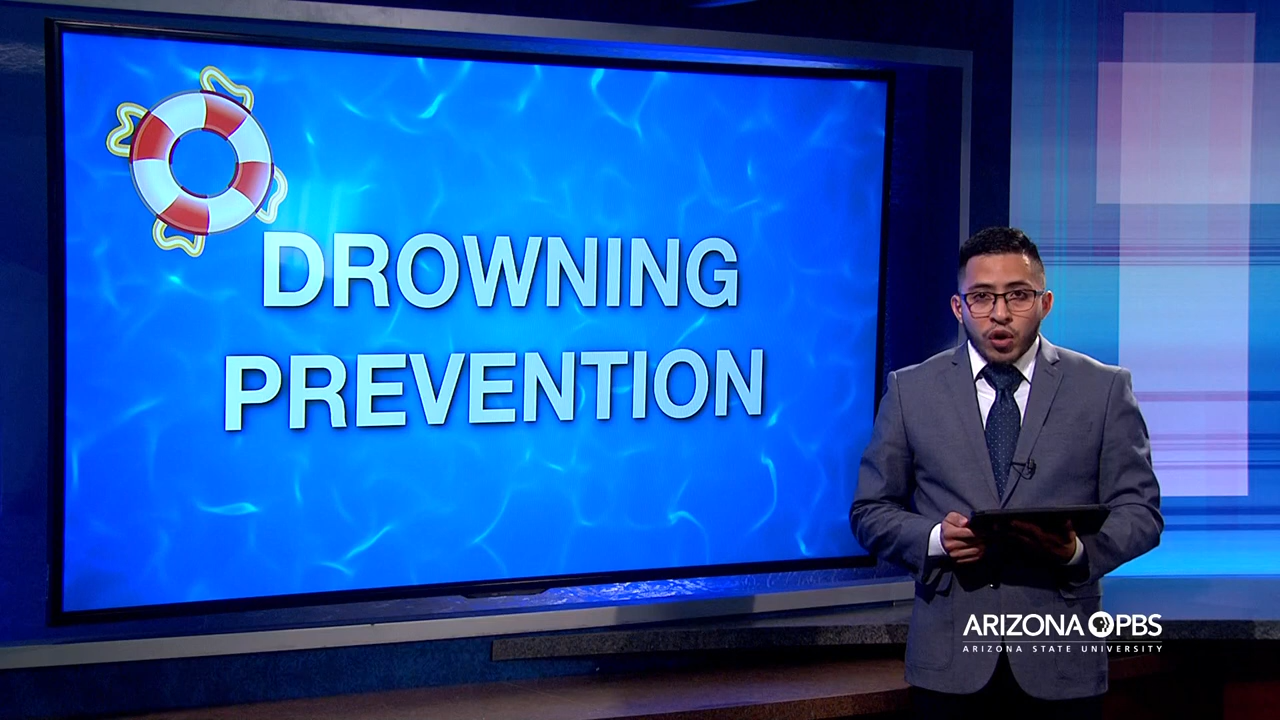 DROWNING
PREVENTION
ARIZONA PBS
ARIZONA STATE UNIVERSITY